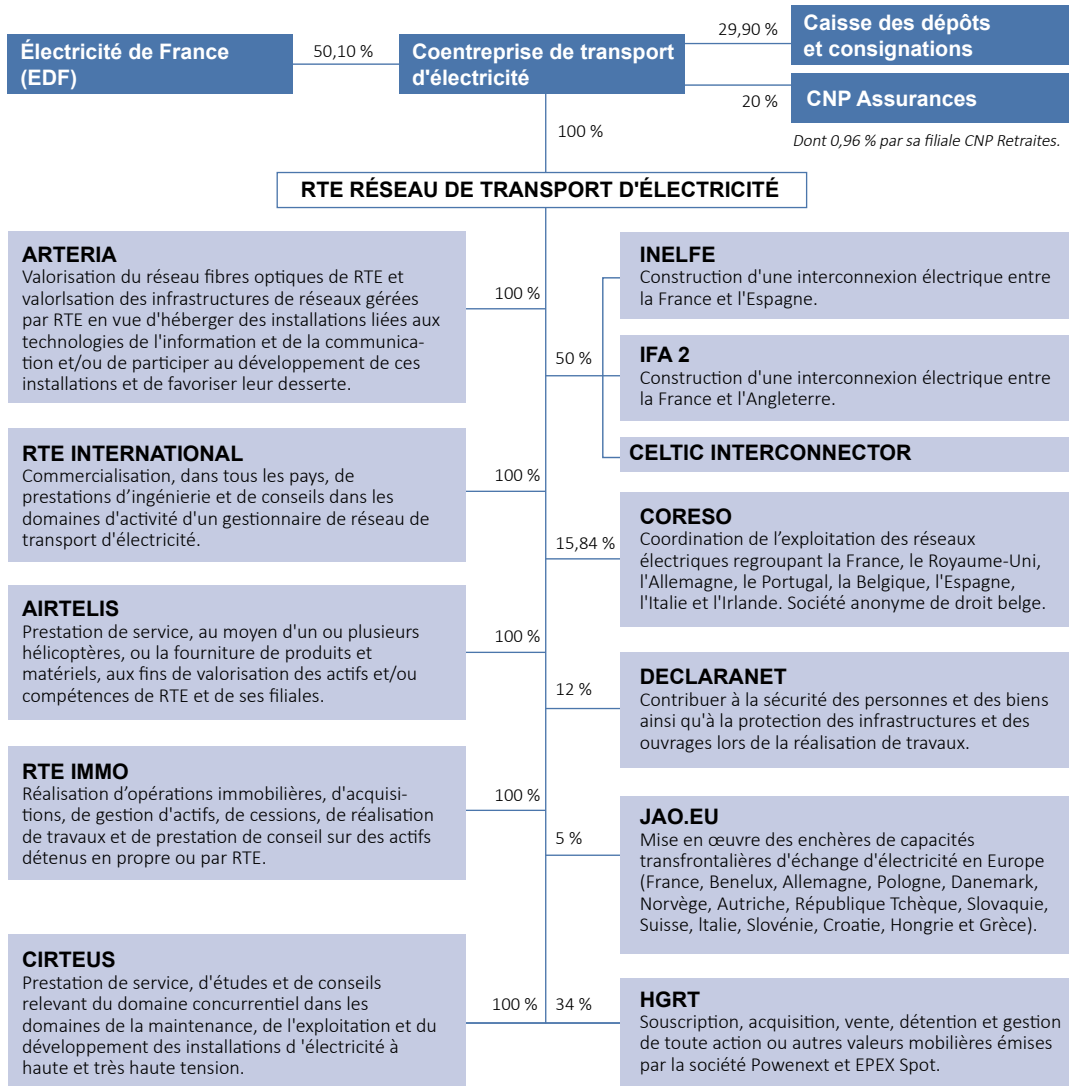 Électricité de France
(EDF)
50,10 %
Coentreprise de transport
d'électricité
29,90 %
Caisse des dépôts
et consignations
20 %
CNP Assurances
Dont 0,96 % par sa filiale CNP Retraites.
100 %
RTE RÉSEAU DE TRANSPORT D'ÉLECTRICITÉ
ARTERIA
Valorisation du réseau fibres optiques de RTE et
valorlsation des infrastructures de réseaux gérées
par RTE en vue d'héberger des installations liées aux
technologies de l'information et de la communica-
tion et/ou de participer au développement de ces
installations et de favoriser leur desserte.
100 %
RTE INTERNATIONAL
Commercialisation, dans tous les pays, de
prestations d’ingénierie et de conseils dans les
domaines d'activité d'un gestionnaire de réseau de
transport d'électricité.
100 %
AIRTELIS
Prestation de service, au moyen d'un ou plusieurs
hélicoptères, ou la fourniture de produits et
matériels, aux fins de valorisation des actifs et/ou
compétences de RTE et de ses filiales.
100 %
RTE IMMO
Réalisation d’opérations immobilières, d'acquisi-
tions, de gestion d'actifs, de cessions, de réalisation
de travaux et de prestation de conseil sur des actifs
détenus en propre ou par RTE.
100 %
CIRTEUS
Prestation de service, d'études et de conseils
relevant du domaine concurrentiel dans les
domaines de la maintenance, de l'exploitation et du
développement des installations d 'électricité à
haute et très haute tension.
100 %
50 %
INELFE
Construction d'une interconnexion électrique entre
la France et l'Espagne.
IFA 2
Construction d'une interconnexion électrique entre
la France et l'Angleterre.
CELTIC INTERCONNECTOR
15,84 %
CORESO
Coordination de l’exploitation des réseaux
électriques regroupant la France, le Royaume-Uni,
l'Allemagne, le Portugal, la Belgique, l'Espagne,
l'Italie et l'Irlande. Société anonyme de droit belge.
12 %
DECLARANET
Contribuer à la sécurité des personnes et des biens
ainsi qu'à la protection des infrastructures et des
ouvrages lors de la réalisation de travaux.
5 %
JAO.EU
Mise en œuvre des enchères de capacités
transfrontalières d'échange d'électricité en Europe
(France, Benelux, Allemagne, Pologne, Danemark,
Norvège, Autriche, République Tchèque, Slovaquie,
Suisse, Italie, Slovénie, Croatie, Hongrie et Grèce).
34 %
HGRT
Souscription, acquisition, vente, détention et gestion
de toute action ou autres valeurs mobilières émises
par la société Powenext et EPEX Spot.